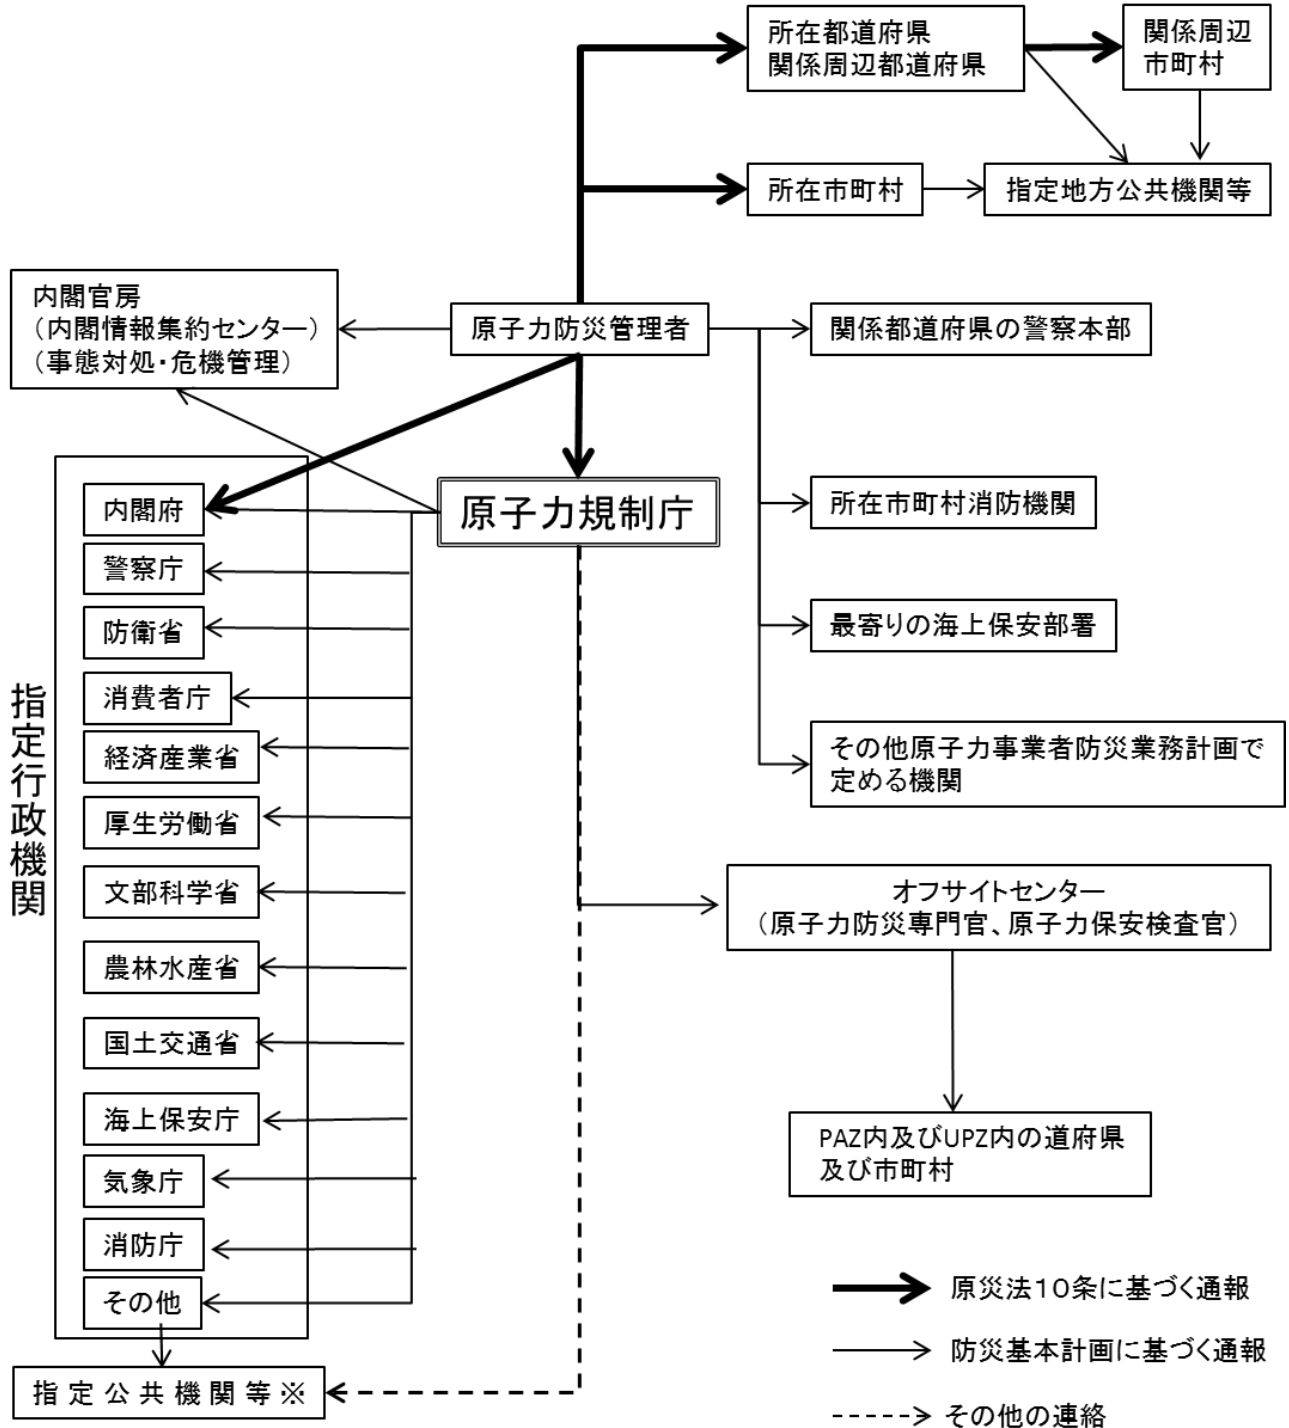 所在都道府県
関係周辺都道府県
関係周辺
市町村
所在市町村
指定地方公共機関等
内閣官房
(内閣情報集約センター)
(事態対処・危機管理)
原子力防災管理者
関係都道府県の警察本部
原子力規制庁
所在市町村消防機関
最寄りの海上保安部署
その他原子力事業者防災業務計画で
定める機関
指定行政機関
内閣府
警察庁
防衛省
消費者庁
経済産業省
厚生労働省
文部科学省
農林水産省
国土交通省
海上保安庁
気象庁
消防庁
その他
オフサイトセンター
(原子力防災専門官、原子力保安検査官)
PAZ内及びUPZ内の道府県
及び市町村
指定公共機関等※
原災法10条に基づく通報
防災基本計画に基づく通報
その他の連絡